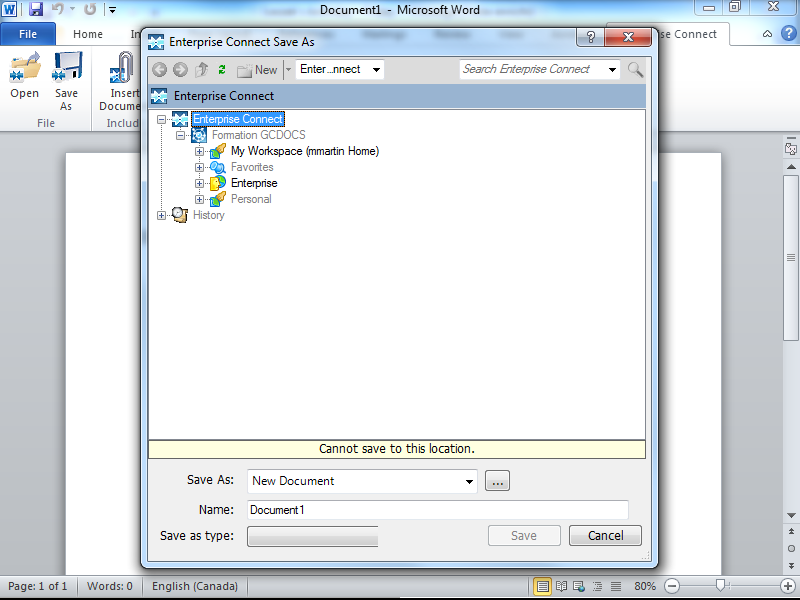 Document1 - Microsoft Word
File
Home
se Connect
Open
Save
As
Insert
Docume
File
Includ
Enterprise Connect Save As
New
Enter...nnect
Search Enterprise Connect
Enterprise Connect
Enterprise Connect
Formation GCDOCS
My Workspace (mmartin Home)
Favorites
Enterprise
Personal
History
Cannot save to this location.
Save As: New Document ...
Name: Document1
Save as type:
Save Cancel
Page: 1 of 1 Words: 0 English (Canada) 80%